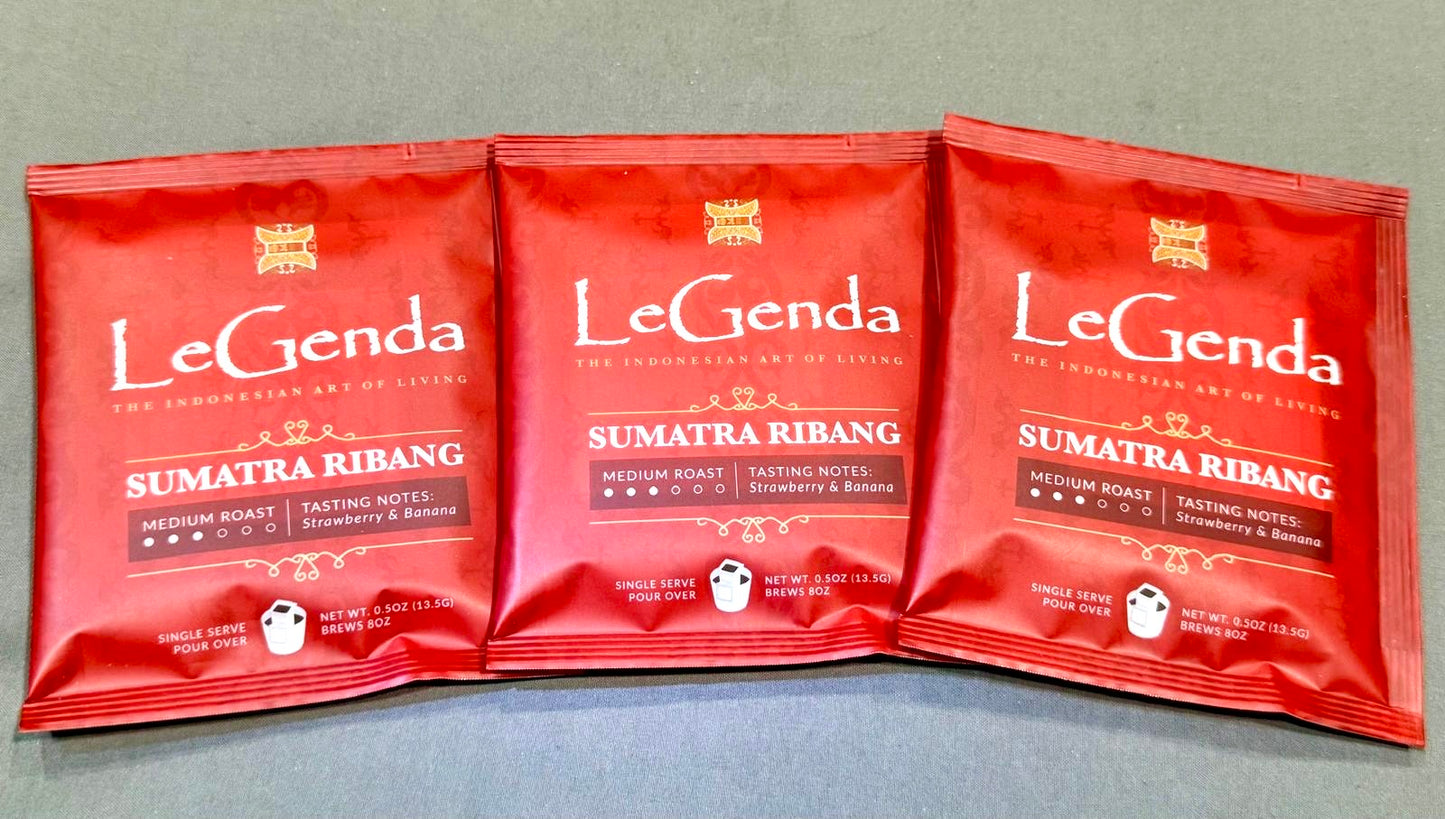 LeGenda
THE INDONESIAN ART OF LIVING
SUMATRA RIBANG
MEDIUM ROAST
TASTING NOTES:
Strawberry & Banana
SINGLE SERVE
POUR OVER
NET WT. 0.5OZ (13.5G)
BREWS 8OZ
LeGenda
THE INDONESIAN ART OF LIVING
SUMATRA RIBANG
MEDIUM ROAST
TASTING NOTES:
Strawberry & Banana
SINGLE SERVE
POUR OVER
NET WT. 0.5OZ (13.5G)
BREWS 8OZ
LeGenda
THE INDONESIAN ART OF LIVING
SUMATRA RIBANG
MEDIUM ROAST
TASTING NOTES:
Strawberry & Banana
SINGLE SERVE
POUR OVER
NET WT. 0.5OZ (13.5G)
BREWS 8OZ